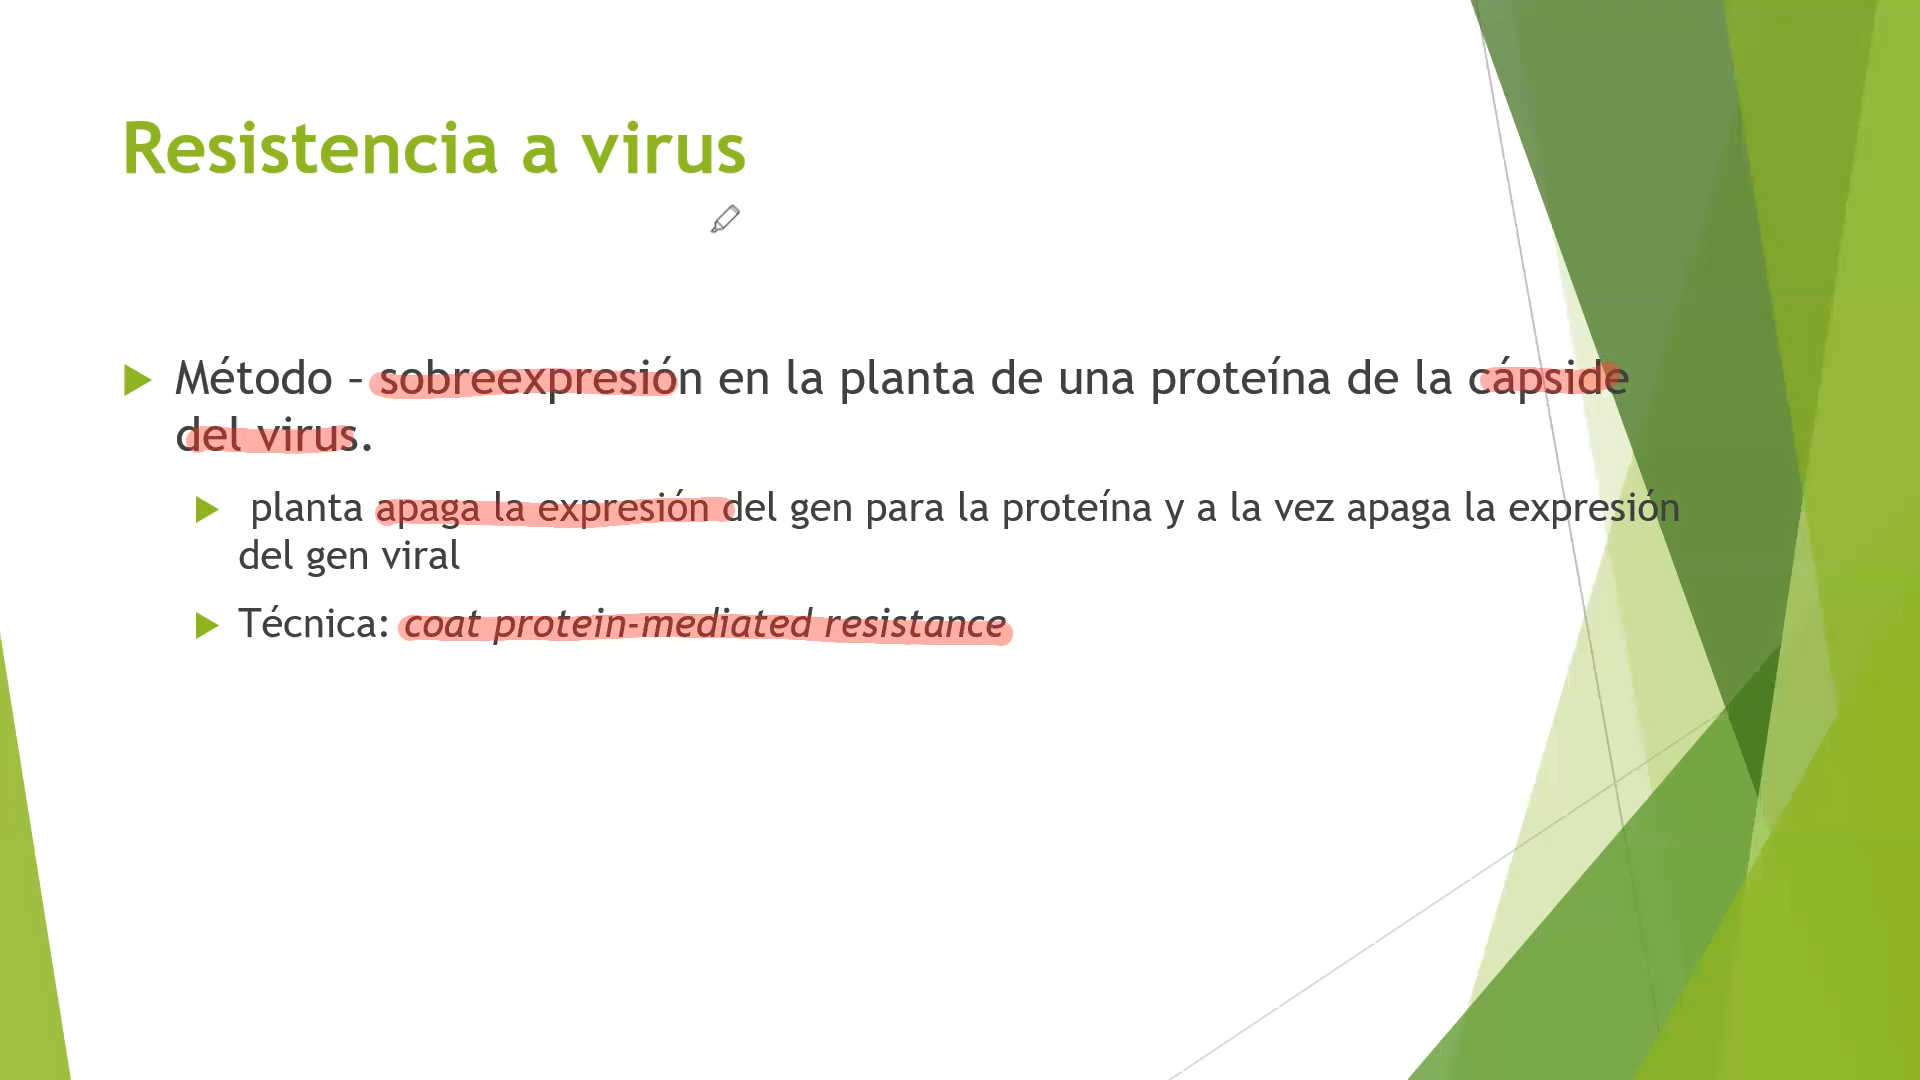 Resistencia a virus
Método – sobreexpresión en la planta de una proteína de la cápside
del virus.
planta apaga la expresión del gen para la proteína y a la vez apaga la expresión
del gen viral
Técnica: coat protein-mediated resistance